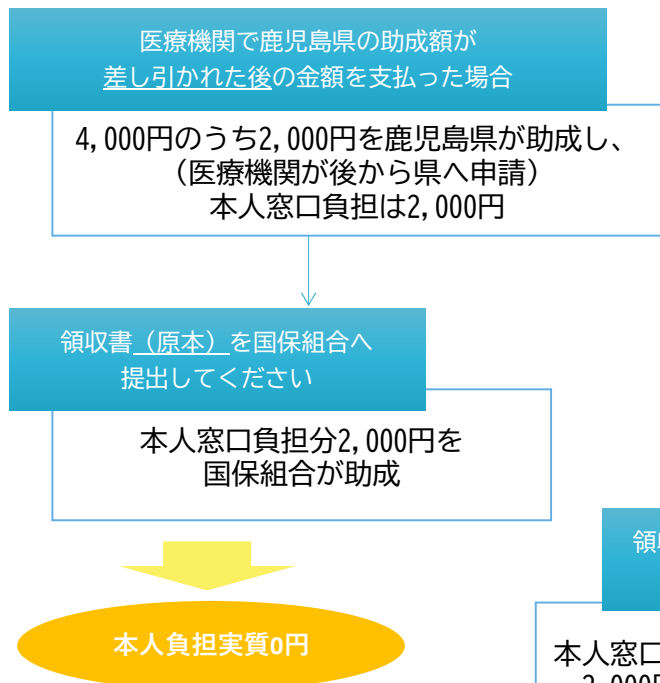 医療機関で鹿児島県の助成額が
差し引かれた後の金額を支払った場合
4,000円のうち2,000円を鹿児島県が助成し、
（医療機関が後から県へ申請）
本人窓口負担は2,000円
領収書（原本）を国保組合へ
提出してください
本人窓口負担分2,000円を
国保組合が助成
本人負担実質0円
領
本人窓口